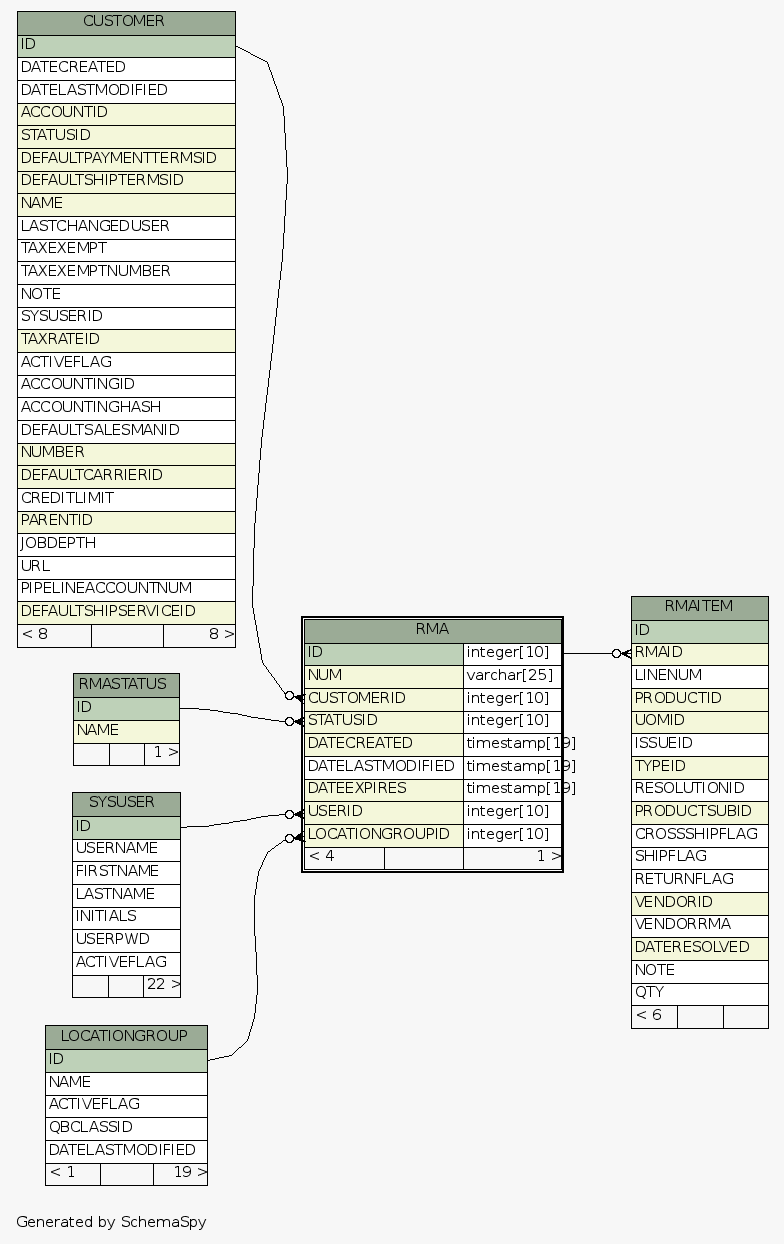 CUSTOMER
ID
DATECREATED
DATELASTMODIFIED
ACCOUNTID
STATUSID
DEFAULTPAYMENTTERMSID
DEFAULTSHIPTERMSID
NAME
LASTCHANGEDUSER
TAXEXEMPT
TAXEXEMPTNUMBER
NOTE
SYSUSERID
TAXRATEID
ACTIVEFLAG
ACCOUNTINGID
ACCOUNTINGHASH
DEFAULTSALESMANID
NUMBER
DEFAULTCARRIERID
CREDITLIMIT
PARENTID
JOBDEPTH
URL
PIPELINEACCOUNTNUM
DEFAULTSHIPSERVICEID
< 8 8 >
RMASTATUS
ID
NAME
1 >
SYSUSER
ID
USERNAME
FIRSTNAME
LASTNAME
INITIALS
USERPWD
ACTIVEFLAG
22 >
LOCATIONGROUP
ID
NAME
ACTIVEFLAG
QBCLASSID
DATELASTMODIFIED
< 1 19 >
RMA
ID integer[10]
NUM varchar[25]
CUSTOMERID integer[10]
STATUSID integer[10]
DATECREATED timestamp[19]
DATELASTMODIFIED timestamp[19]
DATEEXPIRES timestamp[19]
USERID integer[10]
LOCATIONGROUPID integer[10]
< 4 1 >
RMAITEM
ID
RMAID
LINENUM
PRODUCTID
UOMID
ISSUEID
TYPEID
RESOLUTIONID
PRODUCTSUBID
CROSSSHIPFLAG
SHIPFLAG
RETURNFLAG
VENDORID
VENDORRMA
DATERESOLVED
NOTE
QTY
< 6
Generated by SchemaSpy